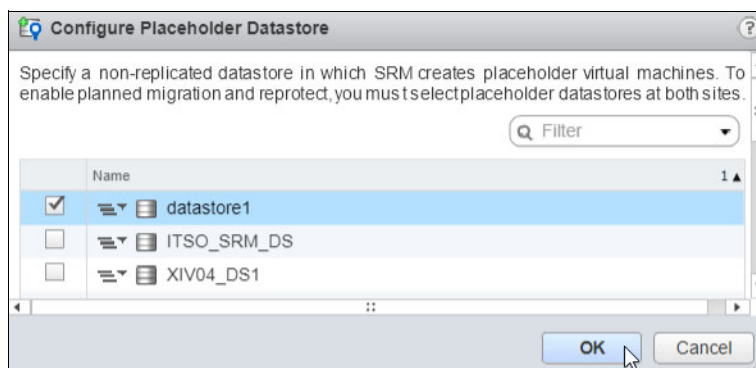 Configure Placeholder Datastore
?
Specify a non-replicated datastore in which SRM creates placeholder virtual machines. To
enable planned migration and reprotect, you must select placeholder datastores at both sites.
Filter
Name 1
datastore1
ITSO_SRM_DS
XIV04_DS1
OK Cancel